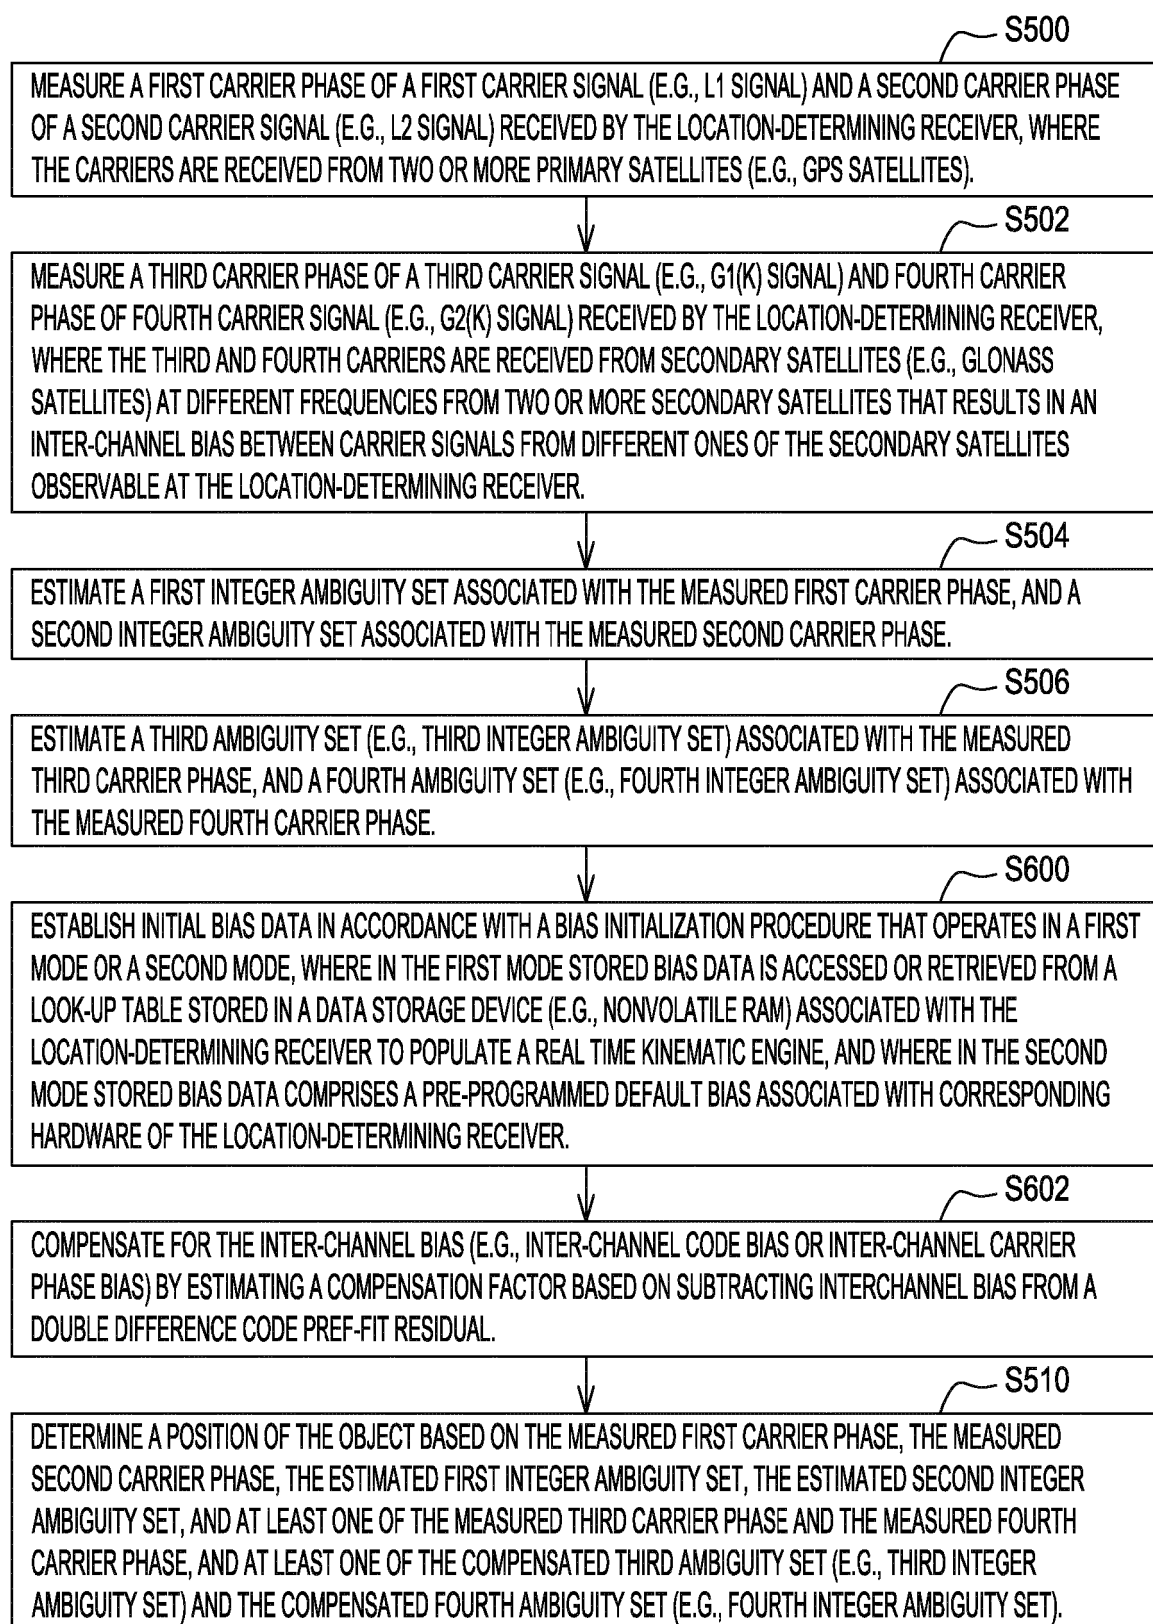 S500
MEASURE A FIRST CARRIER PHASE OF A FIRST CARRIER SIGNAL (E.G., L1 SIGNAL) AND A SECOND CARRIER PHASE
OF A SECOND CARRIER SIGNAL (E.G., L2 SIGNAL) RECEIVED BY THE LOCATION-DETERMINING RECEIVER, WHERE
THE CARRIERS ARE RECEIVED FROM TWO OR MORE PRIMARY SATELLITES (E.G., GPS SATELLITES).
S502
MEASURE A THIRD CARRIER PHASE OF A THIRD CARRIER SIGNAL (E.G., G1(K) SIGNAL) AND FOURTH CARRIER
PHASE OF FOURTH CARRIER SIGNAL (E.G., G2(K) SIGNAL) RECEIVED BY THE LOCATION-DETERMINING RECEIVER,
WHERE THE THIRD AND FOURTH CARRIERS ARE RECEIVED FROM SECONDARY SATELLITES (E.G., GLONASS
SATELLITES) AT DIFFERENT FREQUENCIES FROM TWO OR MORE SECONDARY SATELLITES THAT RESULTS IN AN
INTER-CHANNEL BIAS BETWEEN CARRIER SIGNALS FROM DIFFERENT ONES OF THE SECONDARY SATELLITES
OBSERVABLE AT THE LOCATION-DETERMINING RECEIVER.
S504
ESTIMATE A FIRST INTEGER AMBIGUITY SET ASSOCIATED WITH THE MEASURED FIRST CARRIER PHASE, AND A
SECOND INTEGER AMBIGUITY SET ASSOCIATED WITH THE MEASURED SECOND CARRIER PHASE.
S506
ESTIMATE A THIRD AMBIGUITY SET (E.G., THIRD INTEGER AMBIGUITY SET) ASSOCIATED WITH THE MEASURED
THIRD CARRIER PHASE, AND A FOURTH AMBIGUITY SET (E.G., FOURTH INTEGER AMBIGUITY SET) ASSOCIATED WITH
THE MEASURED FOURTH CARRIER PHASE.
S600
ESTABLISH INITIAL BIAS DATA IN ACCORDANCE WITH A BIAS INITIALIZATION PROCEDURE THAT OPERATES IN A FIRST
MODE OR A SECOND MODE, WHERE IN THE FIRST MODE STORED BIAS DATA IS ACCESSED OR RETRIEVED FROM A
LOOK-UP TABLE STORED IN A DATA STORAGE DEVICE (E.G., NONVOLATILE RAM) ASSOCIATED WITH THE
LOCATION-DETERMINING RECEIVER TO POPULATE A REAL TIME KINEMATIC ENGINE, AND WHERE IN THE SECOND
MODE STORED BIAS DATA COMPRISES A PRE-PROGRAMMED DEFAULT BIAS ASSOCIATED WITH CORRESPONDING
HARDWARE OF THE LOCATION-DETERMINING RECEIVER.
S602
COMPENSATE FOR THE INTER-CHANNEL BIAS (E.G., INTER-CHANNEL CODE BIAS OR INTER-CHANNEL CARRIER
PHASE BIAS) BY ESTIMATING A COMPENSATION FACTOR BASED ON SUBTRACTING INTERCHANNEL BIAS FROM A
DOUBLE DIFFERENCE CODE PREF-FIT RESIDUAL.
S510
DETERMINE A POSITION OF THE OBJECT BASED ON THE MEASURED FIRST CARRIER PHASE, THE MEASURED
SECOND CARRIER PHASE, THE ESTIMATED FIRST INTEGER AMBIGUITY SET, THE ESTIMATED SECOND INTEGER
AMBIGUITY SET, AND AT LEAST ONE OF THE MEASURED THIRD CARRIER PHASE AND THE MEASURED FOURTH
CARRIER PHASE, AND AT LEAST ONE OF THE COMPENSATED THIRD AMBIGUITY SET (E.G., THIRD INTEGER
AMBIGUITY SET) AND THE COMPENSATED FOURTH AMBIGUITY SET (E.G., FOURTH INTEGER AMBIGUITY SET).